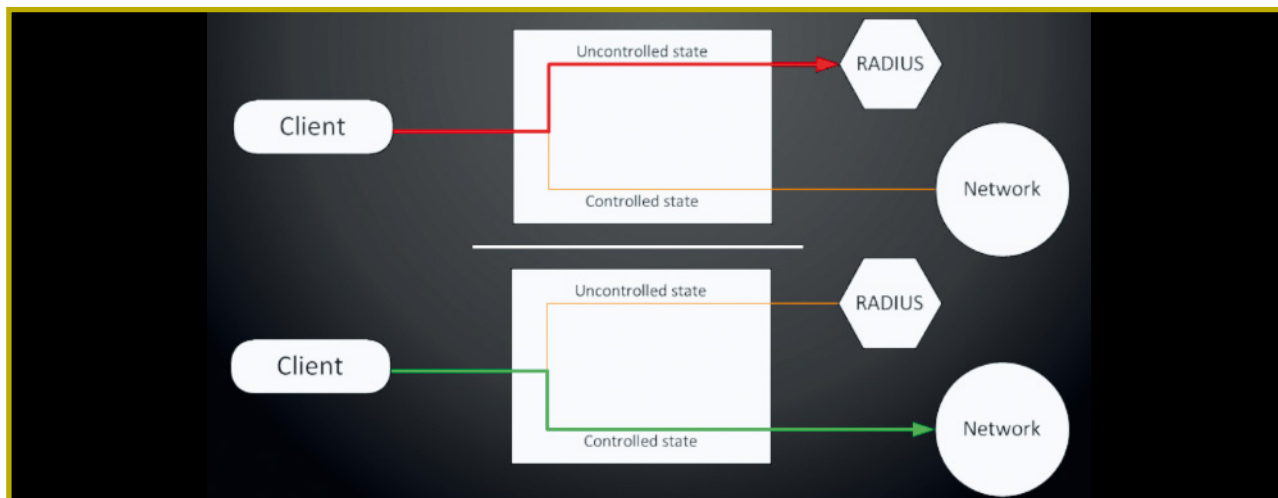 Uncontrolled state
RADIUS
Client
Network
Controlled state
Uncontrolled state
RADIUS
Client
Network
Controlled state